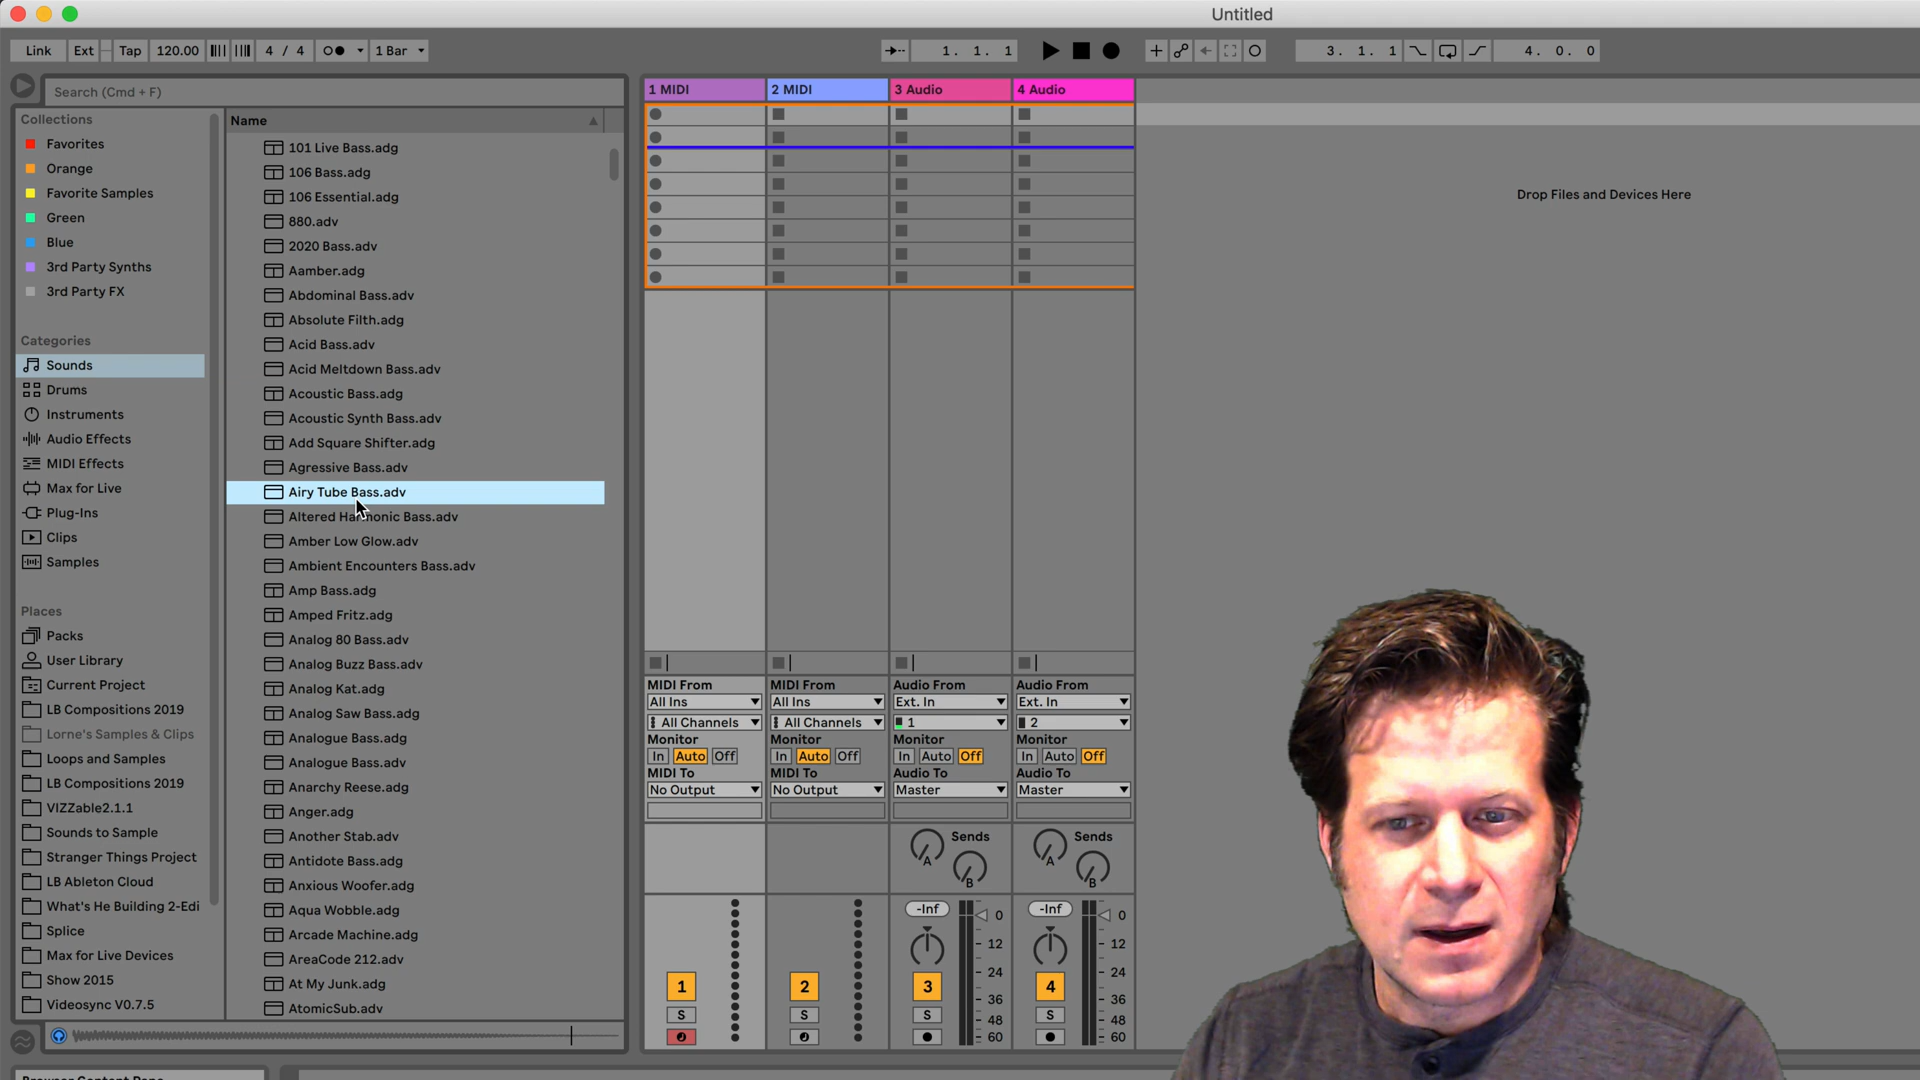 Untitled
Link Ext Tap 120.00 4 / 4 1 Bar 1. 1. 1 3. 1. 1 4. 0. 0
Search (Cmd + F)
Collections
Favorites
Orange
Favorite Samples
Green
Blue
3rd Party Synths
3rd Party FX
Categories
Sounds
Drums
Instruments
Audio Effects
MIDI Effects
Max for Live
Plug-Ins
Clips
Samples
Places
Packs
User Library
Current Project
LB Compositions 2019
Lorne's Samples & Clips
Loops and Samples
LB Compositions 2019
VIZZable2.1.1
Sounds to Sample
Stranger Things Project
LB Ableton Cloud
What's He Building 2-Edi
Splice
Max for Live Devices
Show 2015
Videosync V0.7.5
Name
101 Live Bass.adg
106 Bass.adg
106 Essential.adg
880.adv
2020 Bass.adv
Aamber.adg
Abdominal Bass.adv
Absolute Filth.adg
Acid Bass.adv
Acid Meltdown Bass.adv
Acoustic Bass.adg
Acoustic Synth Bass.adv
Add Square Shifter.adg
Agressive Bass.adv
Airy Tube Bass.adv
Altered Harmonic Bass.adv
Amber Low Glow.adv
Ambient Encounters Bass.adv
Amp Bass.adg
Amped Fritz.adg
Analog 80 Bass.adv
Analog Buzz Bass.adv
Analog Kat.adg
Analog Saw Bass.adg
Analogue Bass.adg
Analogue Bass.adv
Anarchy Reese.adg
Anger.adg
Another Stab.adv
Antidote Bass.adg
Anxious Woofer.adg
Aqua Wobble.adg
Arcade Machine.adg
AreaCode 212.adv
At My Junk.adg
AtomicSub.adv
1 MIDI 2 MIDI 3 Audio 4 Audio
Drop Files and Devices Here
MIDI From MIDI From Audio From Audio From
All Ins All Ins Ext. In Ext. In
All Channels All Channels 1 2
Monitor Monitor Monitor Monitor
In Auto Off In Auto Off In Auto Off In Auto Off
MIDI To MIDI To Audio To Audio To
No Output No Output Master Master
Sends Sends
A A
B B
-Inf 0 -Inf 0
12 12
24 24
1 2 3 4
36 36
S S S S
48 48
60 60